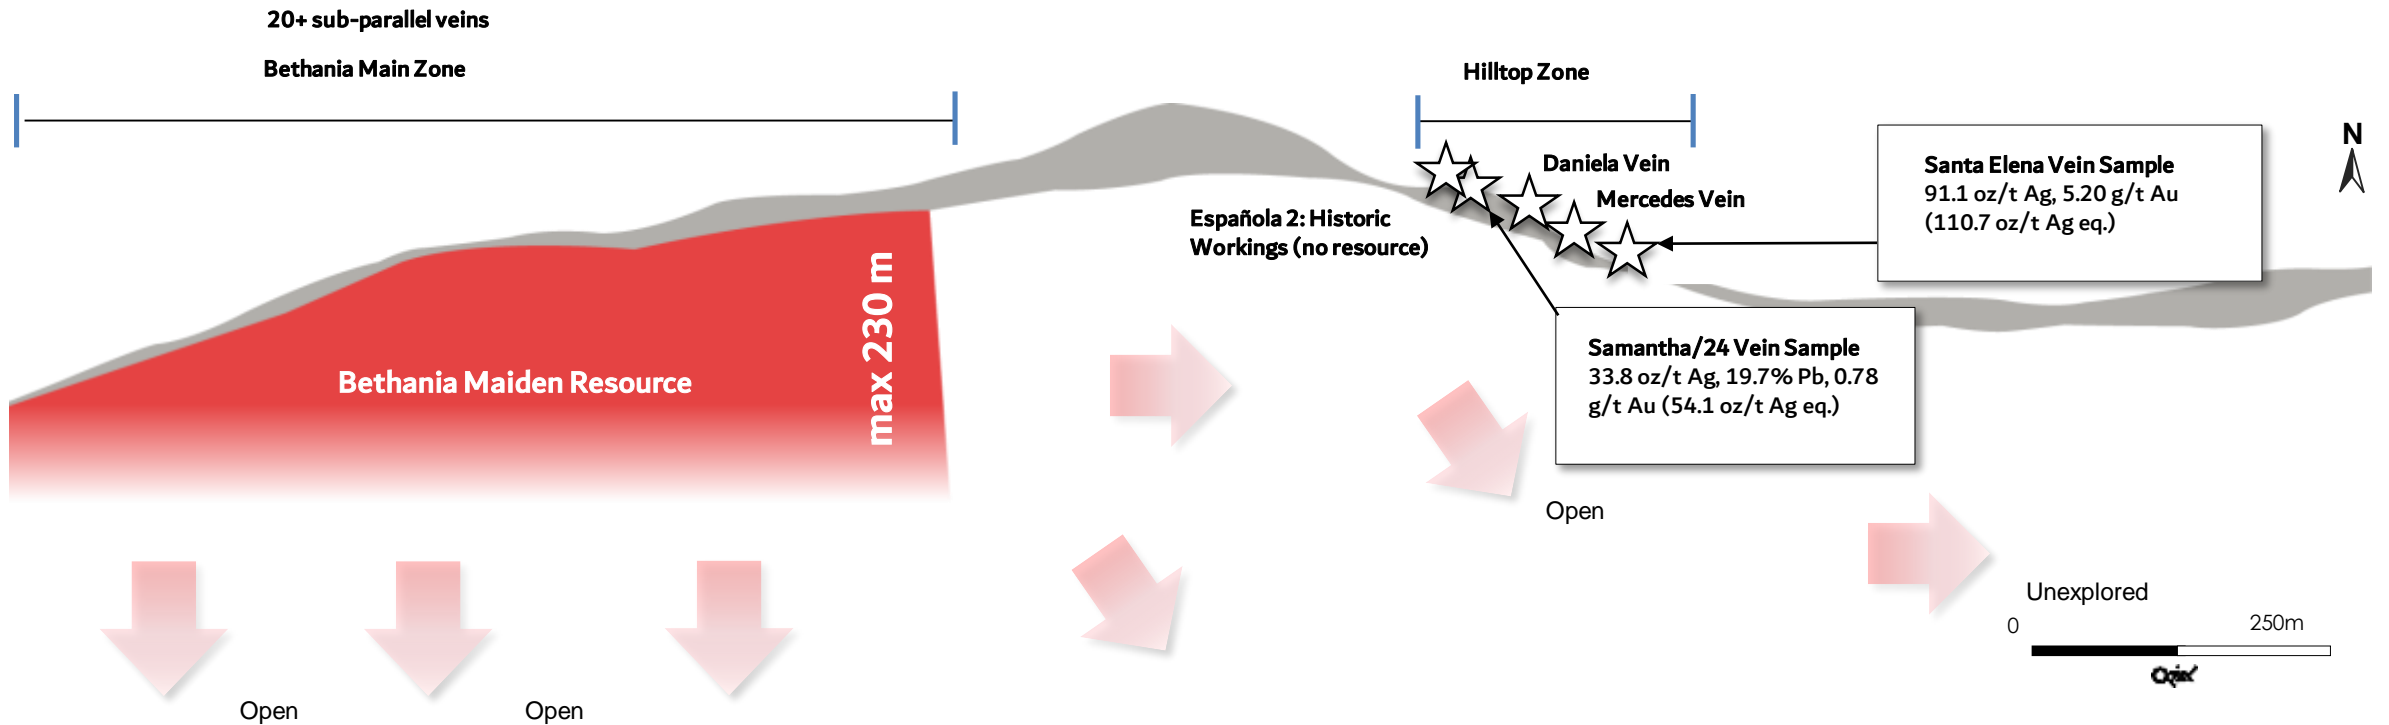 20+ sub-parallel veins
Bethania Main Zone
Hilltop Zone
N
Daniela Vein
Mercedes Vein
Santa Elena Vein Sample
91.1 oz/t Ag, 5.20 g/t Au
(110.7 oz/t Ag eq.)
Española 2: Historic
Workings (no resource)
max 230 m
Bethania Maiden Resource
Samantha/24 Vein Sample
33.8 oz/t Ag, 19.7% Pb, 0.78
g/t Au (54.1 oz/t Ag eq.)
Open
Unexplored
0
250m
Open
Open